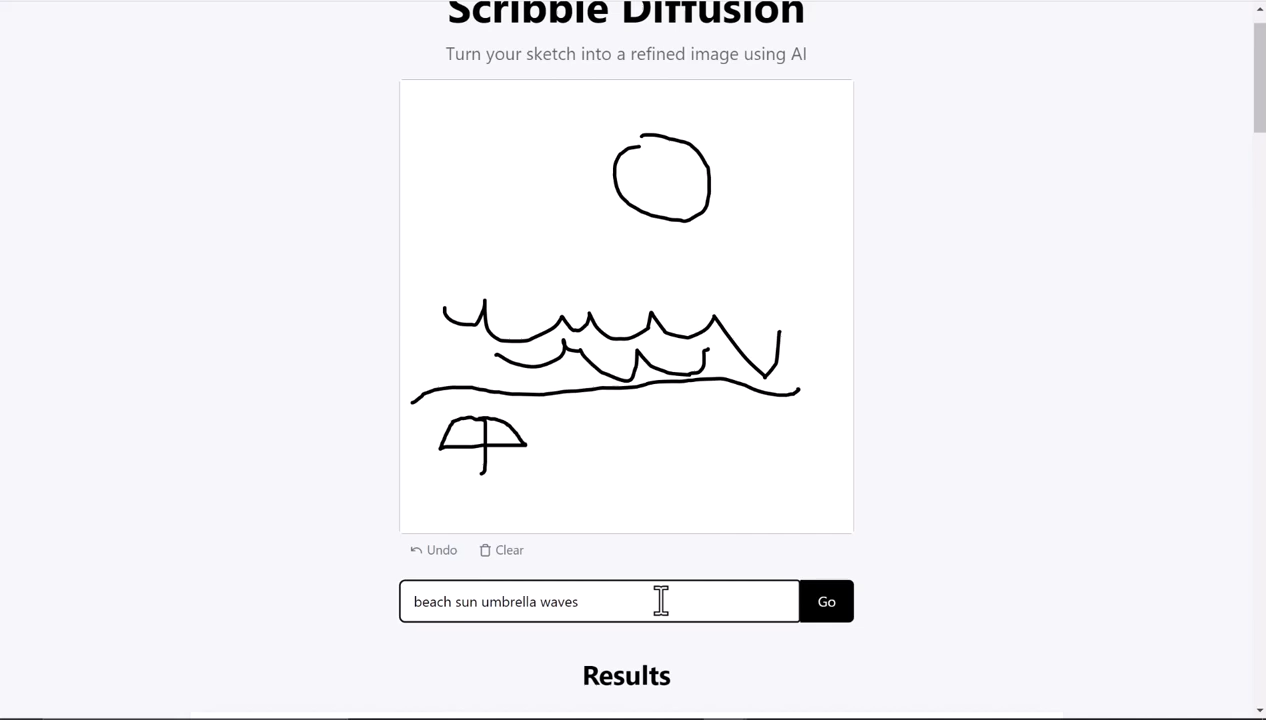 Scribble Diffusion
Turn your sketch into a refined image using AI
Undo Clear
beach sun umbrella waves
Go
Results